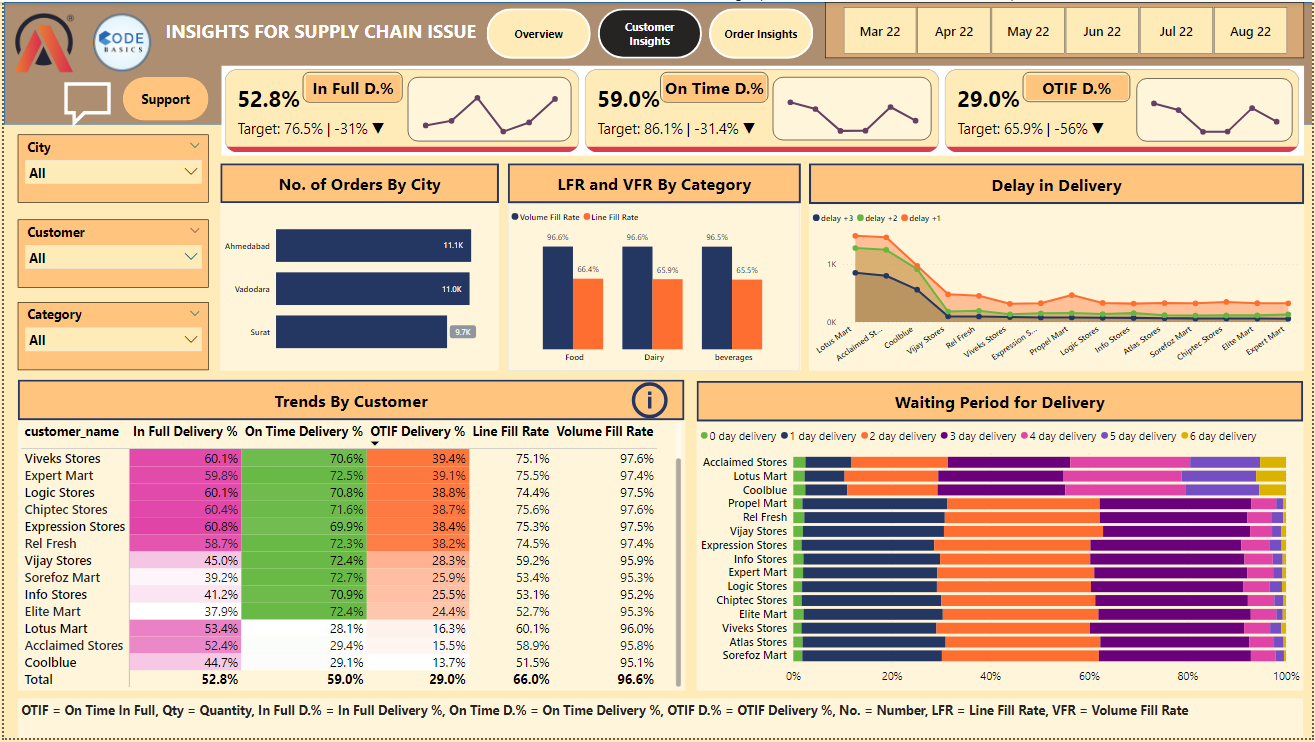 INSIGHTS FOR SUPPLY CHAIN ISSUE
Overview
Customer
Insights
Order Insights
Mar 22
Apr 22
May 22
Jun 22
Jul 22
Aug 22
CODE
BASICS
Support
52.8%
In Full D.%
Target: 76.5% | -31% ▼
59.0%
On Time D.%
Target: 86.1% | -31.4% ▼
29.0%
OTIF D.%
Target: 65.9% | -56% ▼
City
All
Customer
All
Category
All
No. of Orders By City
Ahmedabad 11.1K
Vadodara 11.0K
Surat 9.7K
LFR and VFR By Category
Volume Fill Rate Line Fill Rate
96.6% 96.6% 96.5%
66.4% 65.9% 65.5%
Food Dairy beverages
Delay in Delivery
delay +3 delay +2 delay +1
1K
0K
Lotus Mart
Acclaimed St...
Coolblue
Vijay Stores
Rel Fresh
Viveks Stores
Expression S...
Propel Mart
Logic Stores
Info Stores
Atlas Stores
Sorefoz Mart
Chiptec Stores
Elite Mart
Expert Mart
Trends By Customer
i
customer_name In Full Delivery % On Time Delivery % OTIF Delivery % Line Fill Rate Volume Fill Rate
Viveks Stores 60.1% 70.6% 39.4% 75.1% 97.6%
Expert Mart 59.8% 72.5% 39.1% 75.5% 97.4%
Logic Stores 60.1% 70.8% 38.8% 74.4% 97.5%
Chiptec Stores 60.4% 71.6% 38.7% 75.6% 97.6%
Expression Stores 60.8% 69.9% 38.4% 75.3% 97.5%
Rel Fresh 58.7% 72.3% 38.2% 74.5% 97.4%
Vijay Stores 45.0% 72.4% 28.3% 59.2% 95.9%
Sorefoz Mart 39.2% 72.7% 25.9% 53.4% 95.3%
Info Stores 41.2% 70.9% 25.5% 53.1% 95.2%
Elite Mart 37.9% 72.4% 24.4% 52.7% 95.3%
Lotus Mart 53.4% 28.1% 16.3% 60.1% 96.0%
Acclaimed Stores 52.4% 29.4% 15.5% 58.9% 95.8%
Coolblue 44.7% 29.1% 13.7% 51.5% 95.1%
Total 52.8% 59.0% 29.0% 66.0% 96.6%
Waiting Period for Delivery
0 day delivery 1 day delivery 2 day delivery 3 day delivery 4 day delivery 5 day delivery 6 day delivery
Acclaimed Stores
Lotus Mart
Coolblue
Propel Mart
Rel Fresh
Vijay Stores
Expression Stores
Info Stores
Expert Mart
Logic Stores
Chiptec Stores
Elite Mart
Viveks Stores
Atlas Stores
Sorefoz Mart
0% 20% 40% 60% 80% 100%
OTIF = On Time In Full, Qty = Quantity, In Full D.% = In Full Delivery %, On Time D.% = On Time Delivery %, OTIF D.% = OTIF Delivery %, No. = Number, LFR = Line Fill Rate, VFR = Volume Fill Rate